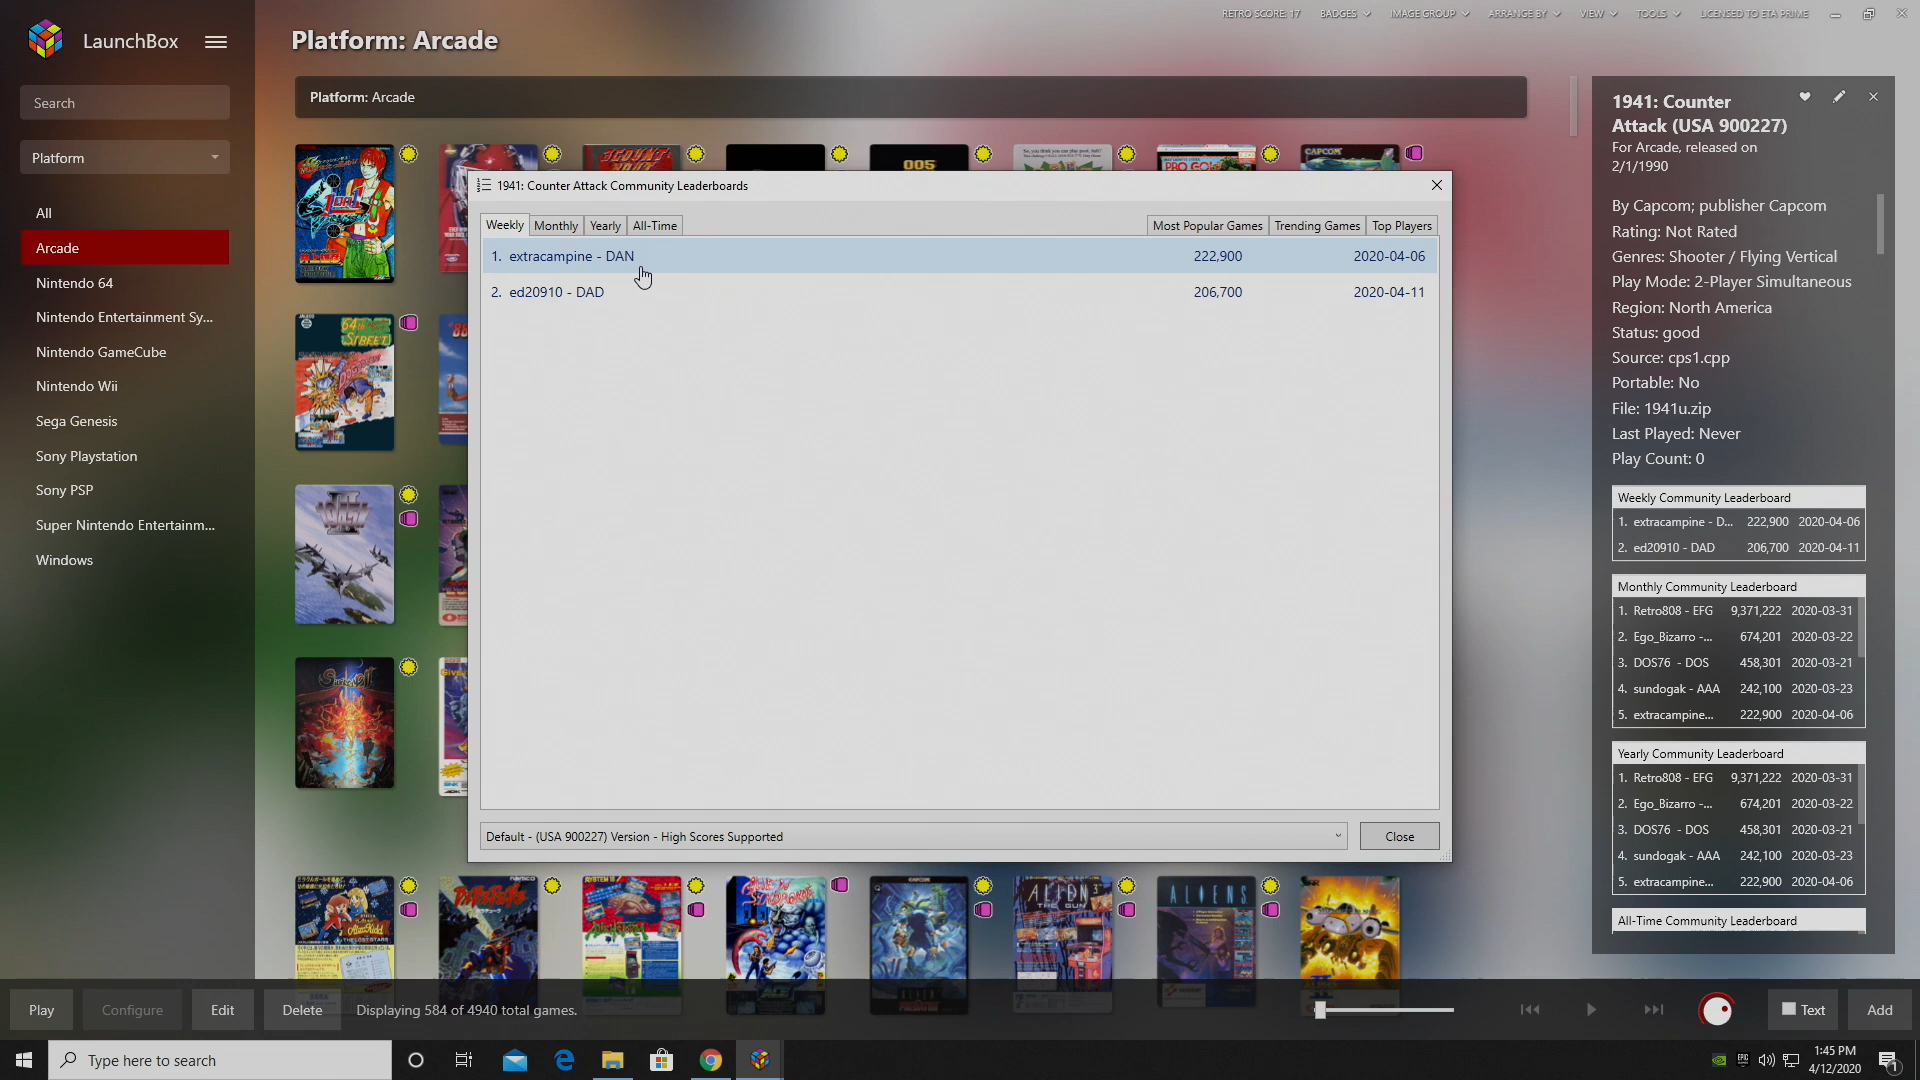 RETRO SCORE: 17 BADGES IMAGE GROUP ARRANGE BY VIEW TOOLS LICENSED TO ETA PRIME
LaunchBox
Platform: Arcade
Search
Platform: Arcade
Platform
All
Arcade
Nintendo 64
Nintendo Entertainment Sy...
Nintendo GameCube
Nintendo Wii
Sega Genesis
Sony Playstation
Sony PSP
Super Nintendo Entertainm...
Windows
005
CAPCOM
64th STREET
1941: Counter Attack Community Leaderboards
Weekly Monthly Yearly All-Time Most Popular Games Trending Games Top Players
1. extracampine - DAN 222,900 2020-04-06
2. ed20910 - DAD 206,700 2020-04-11
Default - (USA 900227) Version - High Scores Supported
Close
1941: Counter
Attack (USA 900227)
For Arcade, released on
2/1/1990
By Capcom; publisher Capcom
Rating: Not Rated
Genres: Shooter / Flying Vertical
Play Mode: 2-Player Simultaneous
Region: North America
Status: good
Source: cps1.cpp
Portable: No
File: 1941u.zip
Last Played: Never
Play Count: 0
Weekly Community Leaderboard
1. extracampine - D... 222,900 2020-04-06
2. ed20910 - DAD 206,700 2020-04-11
Monthly Community Leaderboard
1. Retro808 - EFG 9,371,222 2020-03-31
2. Ego_Bizarro -... 674,201 2020-03-22
3. DOS76 - DOS 458,301 2020-03-21
4. sundogak - AAA 242,100 2020-03-23
5. extracampine... 222,900 2020-04-06
Yearly Community Leaderboard
1. Retro808 - EFG 9,371,222 2020-03-31
2. Ego_Bizarro -... 674,201 2020-03-22
3. DOS76 - DOS 458,301 2020-03-21
4. sundogak - AAA 242,100 2020-03-23
5. extracampine... 222,900 2020-04-06
All-Time Community Leaderboard
ALIEN 3
THE GUN
ALIENS
Play Configure Edit Delete Displaying 584 of 4940 total games. Text Add
Type here to search
1:45 PM
4/12/2020
1